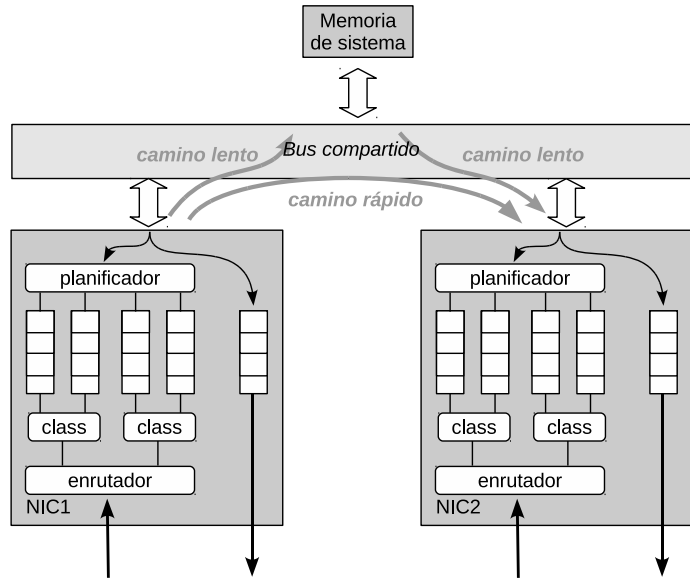 Memoria
de sistema
camino lento
Bus compartido
camino lento
camino rápido
planificador
class
class
enrutador
NIC1
planificador
class
class
enrutador
NIC2